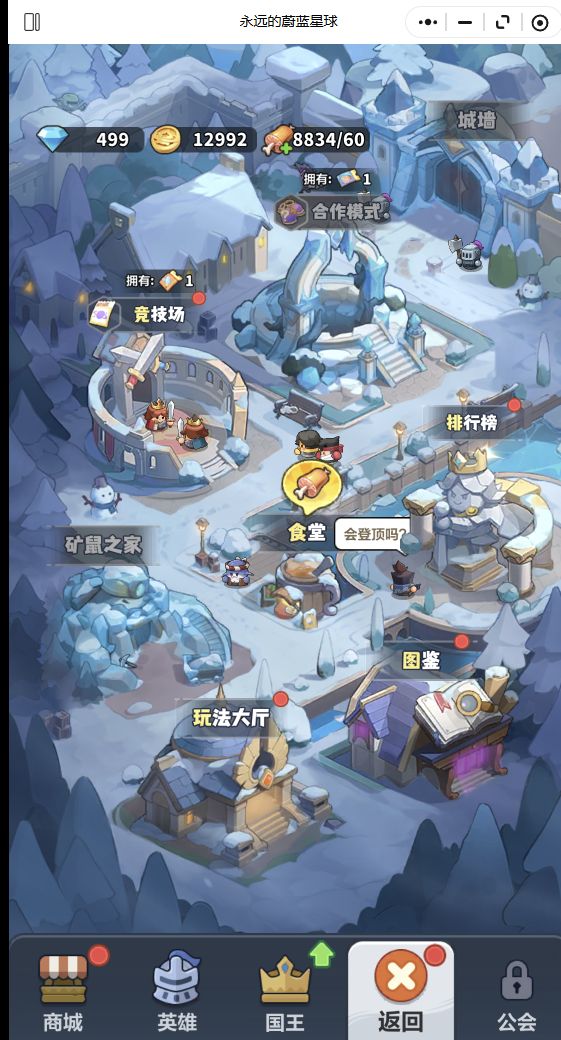 永远的蔚蓝星球
城墙
499
12992
8834/60
拥有: 1
合作模式
拥有: 1
竞技场
排行榜
食堂
会登顶吗?
矿鼠之家
图鉴
玩法大厅
商城
英雄
国王
返回
公会